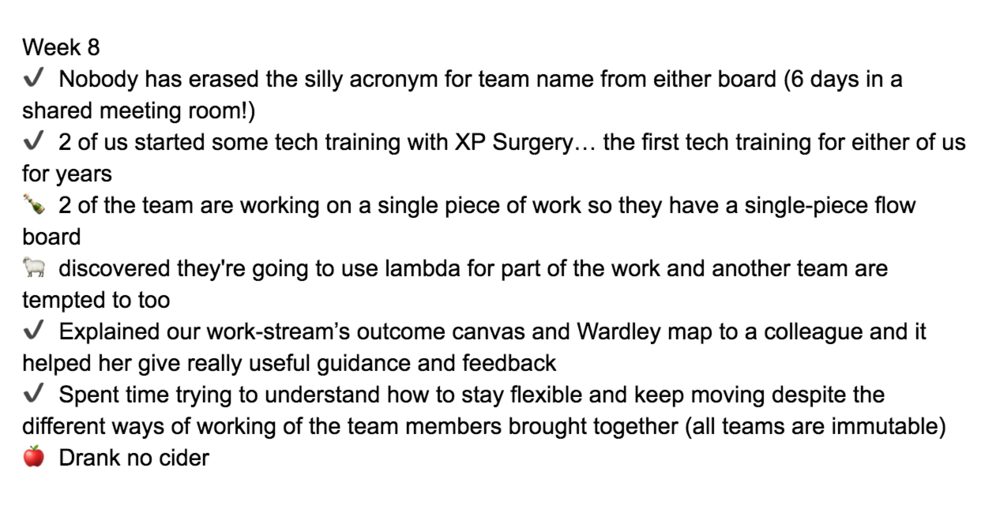 Week 8
✔ Nobody has erased the silly acronym for team name from either board (6 days in a
shared meeting room!)
✔ 2 of us started some tech training with XP Surgery… the first tech training for either of us
for years
🍾 2 of the team are working on a single piece of work so they have a single-piece flow
board
🐑 discovered they're going to use lambda for part of the work and another team are
tempted to too
✔ Explained our work-stream’s outcome canvas and Wardley map to a colleague and it
helped her give really useful guidance and feedback
✔ Spent time trying to understand how to stay flexible and keep moving despite the
different ways of working of the team members brought together (all teams are immutable)
🍎 Drank no cider